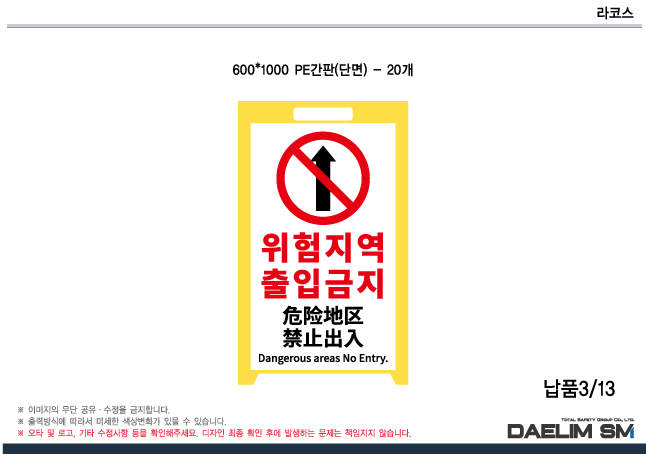 라코스
600*1000 PE간판(단면) - 20개
위험지역
출입금지
危险地区
禁止出入
Dangerous areas No Entry.
납품3/13
※ 이미지의 무단 공유·수정을 금지합니다.
※ 출력방식에 따라서 미세한 색상변화가 있을 수 있습니다.
※ 오타 및 로고, 기타 수정사항 등을 확인해주세요. 디자인 최종 확인 후에 발생하는 문제는 책임지지 않습니다.
Total Safety Group Co., Ltd.
DAELIM SM